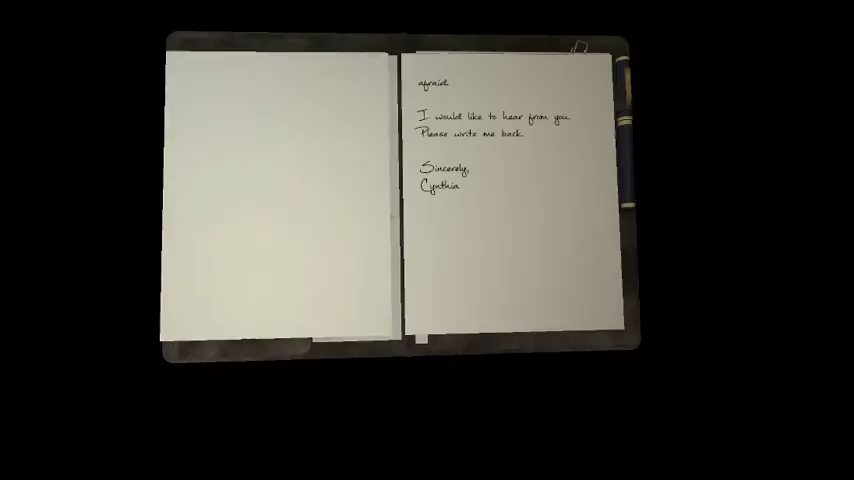 afraid.
I would like to hear from you.
Please write me back.
Sincerely,
Cynthia